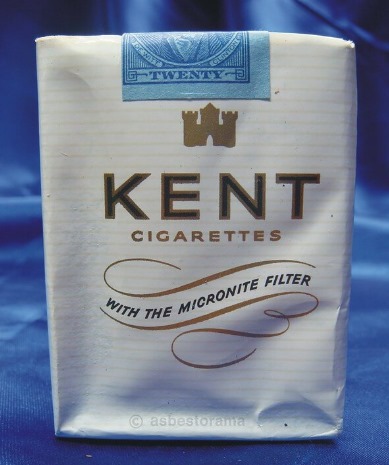 TWENTY
KENT
CIGARETTES
WITH THE MICRONITE FILTER
© asbestorama